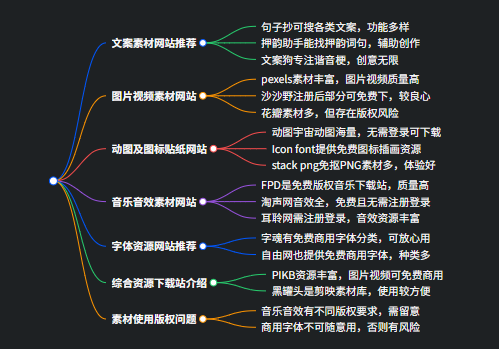 文案素材网站推荐
句子抄可搜各类文案，功能多样
押韵助手能找押韵词句，辅助创作
文案狗专注谐音梗，创意无限
图片视频素材网站
pexels素材丰富，图片视频质量高
沙沙野注册后部分可免费下，较良心
花瓣素材多，但存在版权风险
动图及图标贴纸网站
动图宇宙动图海量，无需登录可下载
Icon font提供免费图标插画资源
stack png免抠PNG素材多，体验好
音乐音效素材网站
FPD是免费版权音乐下载站，质量高
淘声网音效全，免费且无需注册登录
耳聆网需注册登录，音效资源丰富
字体资源网站推荐
字魂有免费商用字体分类，可放心用
自由网也提供免费商用字体，种类多
综合资源下载站介绍
PIKB资源丰富，图片视频可免费商用
黑罐头是剪映素材库，使用较方便
素材使用版权问题
音乐音效有不同版权要求，需留意
商用字体不可随意用，否则有风险